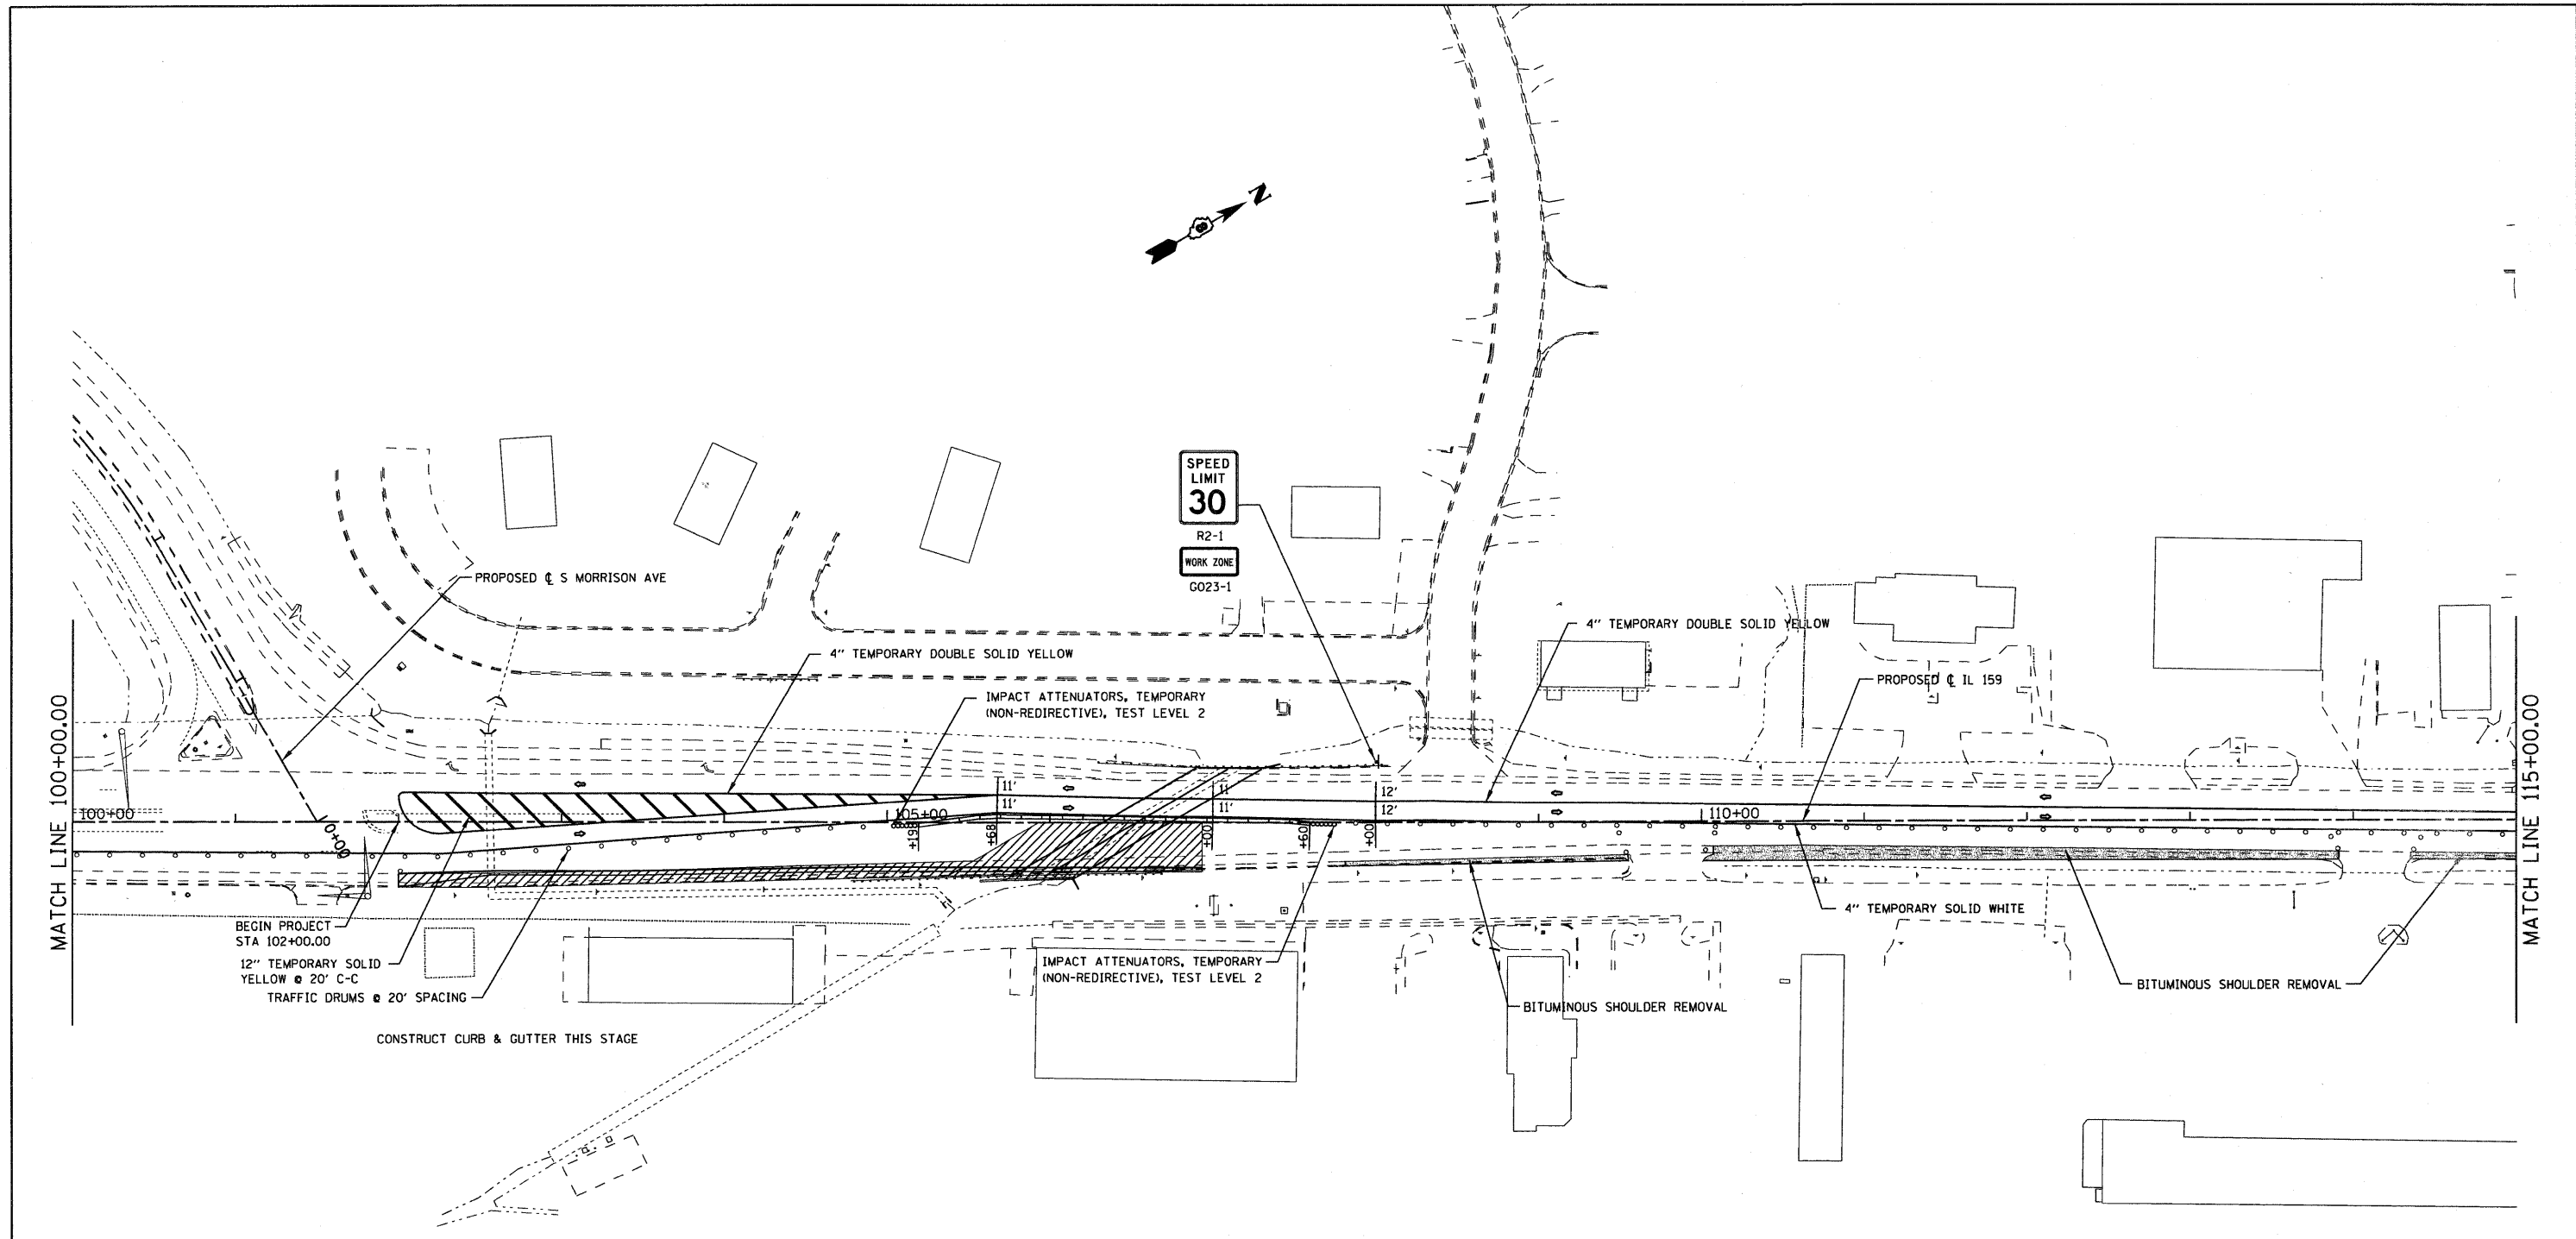 N
SPEED
LIMIT
30
R2-1
WORK ZONE
G023-1
PROPOSED ℄ S MORRISON AVE
4" TEMPORARY DOUBLE SOLID YELLOW
4" TEMPORARY DOUBLE SOLID YELLOW
IMPACT ATTENUATORS, TEMPORARY
(NON-REDIRECTIVE), TEST LEVEL 2
PROPOSED ℄ IL 159
MATCH LINE 100+00.00
MATCH LINE 115+00.00
11'
11'
12'
11'
11'
12'
100+00
10+00
105+00
110+00
+19
+68
+00
+60
+00
BEGIN PROJECT
STA 102+00.00
12" TEMPORARY SOLID
YELLOW @ 20' C-C
TRAFFIC DRUMS @ 20' SPACING
4" TEMPORARY SOLID WHITE
IMPACT ATTENUATORS, TEMPORARY
(NON-REDIRECTIVE), TEST LEVEL 2
BITUMINOUS SHOULDER REMOVAL
BITUMINOUS SHOULDER REMOVAL
CONSTRUCT CURB & GUTTER THIS STAGE